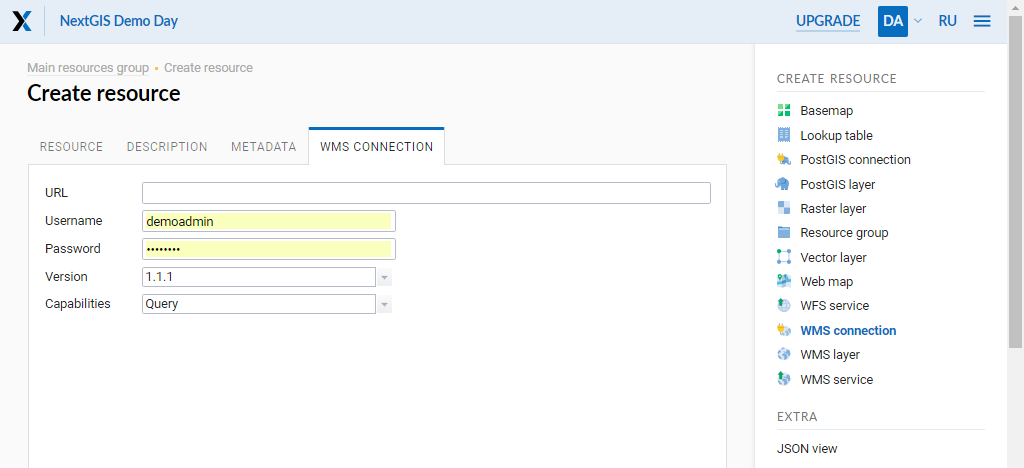 NextGIS Demo Day
UPGRADE
DA
RU
Main resources group • Create resource
Create resource
RESOURCE
DESCRIPTION
METADATA
WMS CONNECTION
URL
Username
demoadmin
Password
••••••••
Version
1.1.1
Capabilities
Query
CREATE RESOURCE
Basemap
Lookup table
PostGIS connection
PostGIS layer
Raster layer
Resource group
Vector layer
Web map
WFS service
WMS connection
WMS layer
WMS service
EXTRA
JSON view